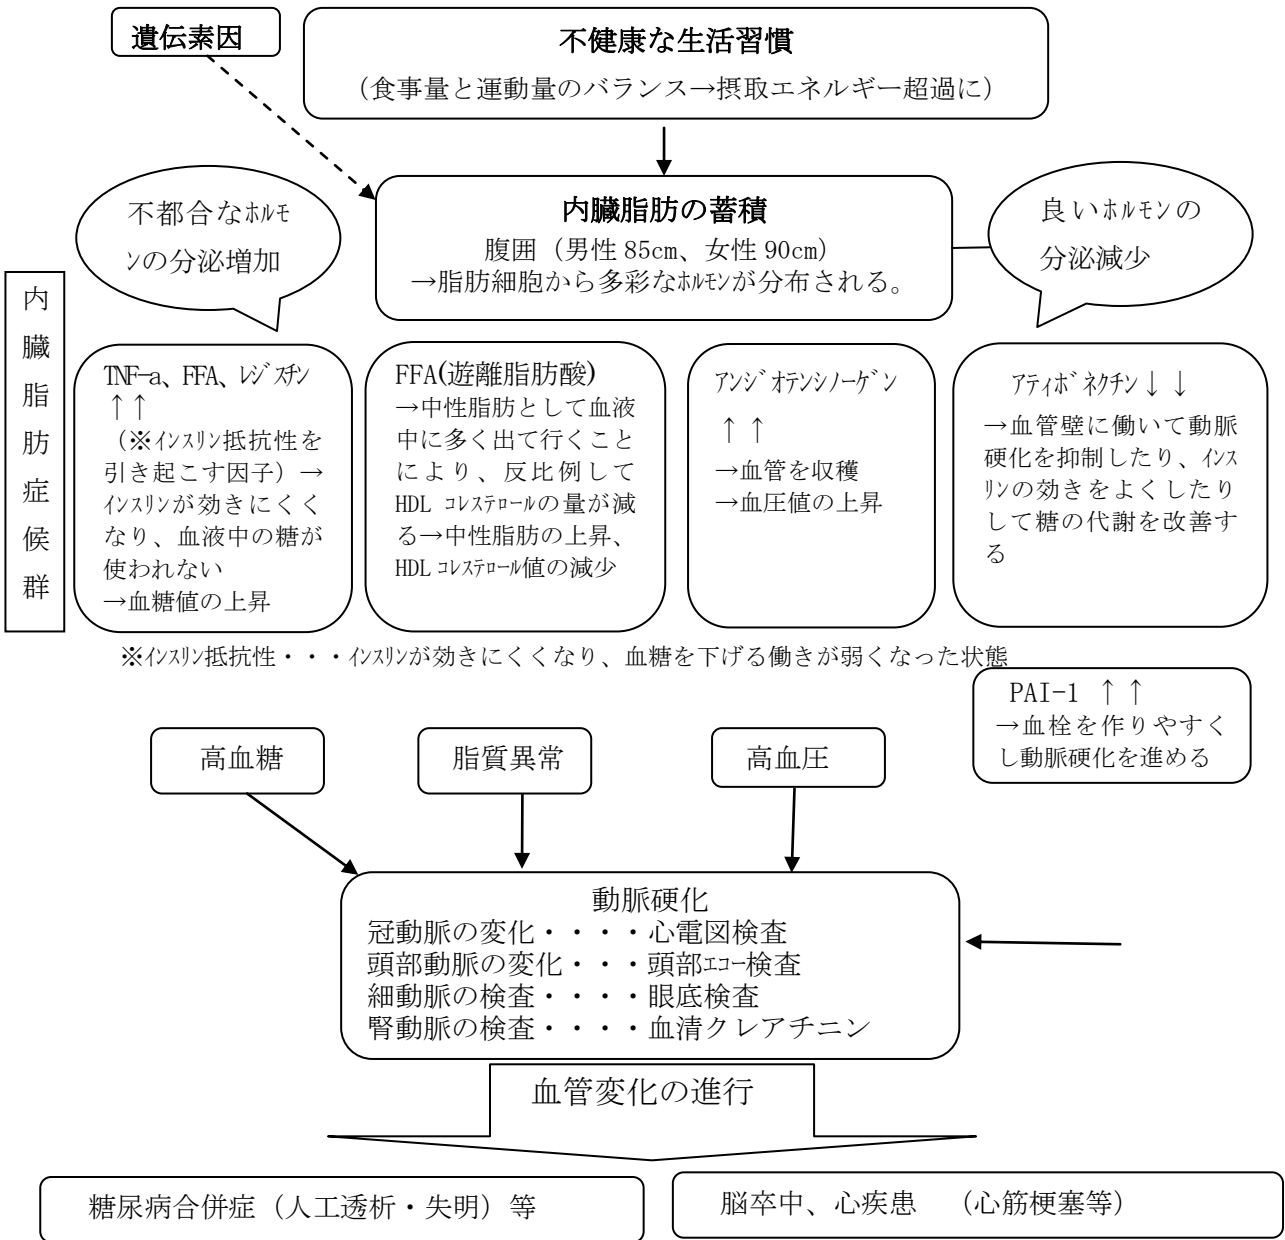 遺伝素因
不健康な生活習慣
（食事量と運動量のバランス→摂取エネルギー超過に）
不都合なﾎﾙﾓ
ﾝの分泌増加
内臓脂肪の蓄積
腹囲（男性 85cm、女性 90cm）
→脂肪細胞から多彩なﾎﾙﾓﾝが分布される。
良いﾎﾙﾓﾝの
分泌減少
内臓脂肪症候群
TNF-a、FFA、ﾚｼﾞｽﾁﾝ
↑↑
（※ｲﾝｽﾘﾝ抵抗性を
引き起こす因子）→
ｲﾝｽﾘﾝが効きにくく
なり、血液中の糖が
使われない
→血糖値の上昇
FFA(遊離脂肪酸)
→中性脂肪として血液
中に多く出て行くこと
により、反比例して
HDL ｺﾚｽﾃﾛｰﾙの量が減
る→中性脂肪の上昇、
HDL ｺﾚｽﾃﾛｰﾙ値の減少
ｱﾝｼﾞｵﾃﾝｼﾉｰｹﾞﾝ
↑↑
→血管を収穫
→血圧値の上昇
ｱﾃｨﾎﾞﾈｸﾁﾝ↓↓
→血管壁に働いて動脈
硬化を抑制したり、ｲﾝｽ
ﾘﾝの効きをよくしたり
して糖の代謝を改善す
る
※ｲﾝｽﾘﾝ抵抗性・・・ｲﾝｽﾘﾝが効きにくくなり、血糖を下げる働きが弱くなった状態
PAI-1 ↑↑
→血栓を作りやすく
し動脈硬化を進める
高血糖
脂質異常
高血圧
動脈硬化
冠動脈の変化・・・・心電図検査
頭部動脈の変化・・・頭部ｴｺｰ検査
細動脈の検査・・・・眼底検査
腎動脈の検査・・・・血清クレアチニン
血管変化の進行
糖尿病合併症（人工透析・失明）等
脳卒中、心疾患　（心筋梗塞等）